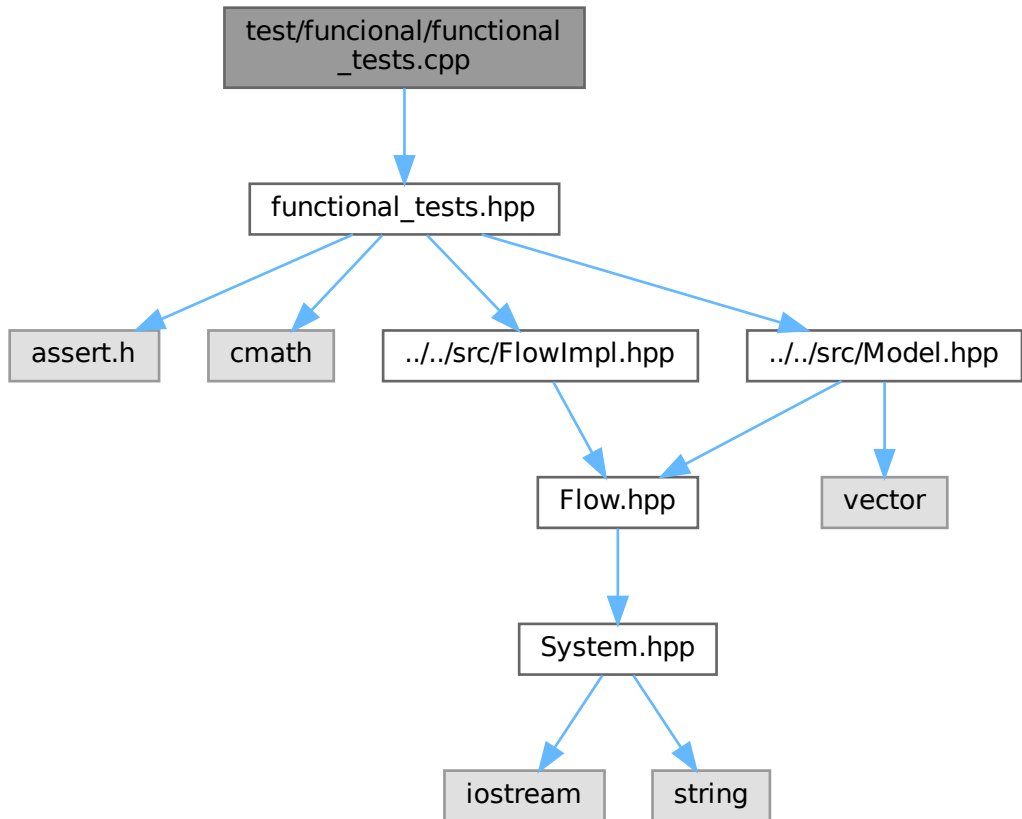 test/funcional/functional
_tests.cpp
functional_tests.hpp
assert.h
cmath
../../src/FlowImpl.hpp
../../src/Model.hpp
Flow.hpp
vector
System.hpp
iostream
string